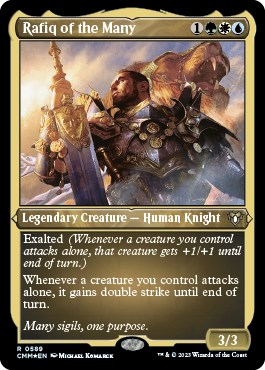 Rafiq of the Many 1
Legendary Creature — Human Knight
Exalted (Whenever a creature you control
attacks alone, that creature gets +1/+1 until
end of turn.)
Whenever a creature you control attacks
alone, it gains double strike until end of
turn.
Many sigils, one purpose.
3/3
R 0589
CMM★EN MICHAEL KOMARCK
™ & © 2023 Wizards of the Coast